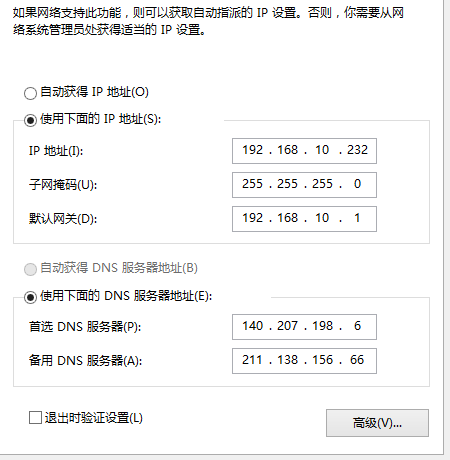 如果网络支持此功能，则可以获取自动指派的 IP 设置。否则，你需要从网
络系统管理员处获得适当的 IP 设置。
自动获得 IP 地址(O)
使用下面的 IP 地址(S):
IP 地址(I): 192 . 168 . 10 . 232
子网掩码(U): 255 . 255 . 255 . 0
默认网关(D): 192 . 168 . 10 . 1
自动获得 DNS 服务器地址(B)
使用下面的 DNS 服务器地址(E):
首选 DNS 服务器(P): 140 . 207 . 198 . 6
备用 DNS 服务器(A): 211 . 138 . 156 . 66
退出时验证设置(L)
高级(V)...